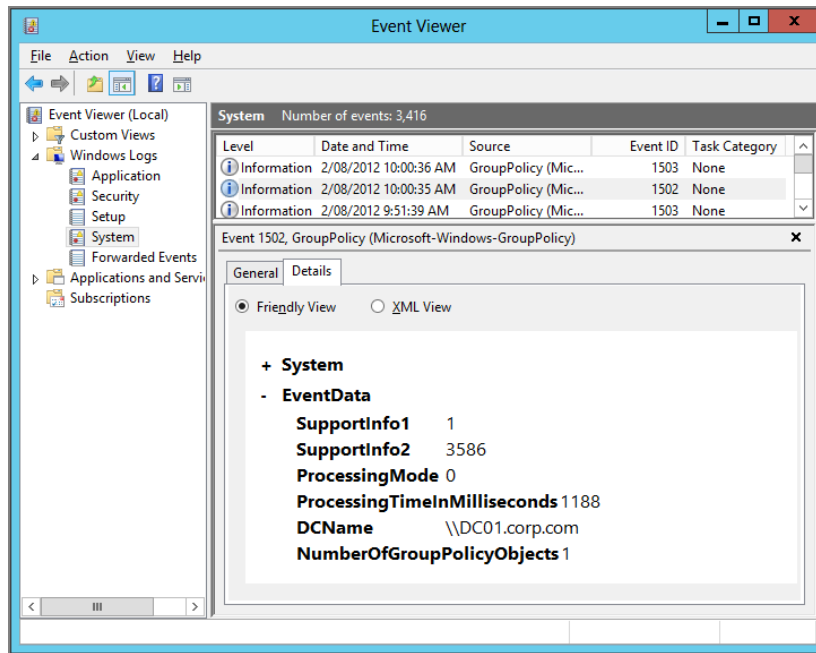 Event Viewer
File Action View Help
Event Viewer (Local)
Custom Views
Windows Logs
Application
Security
Setup
System
Forwarded Events
Applications and Servi
Subscriptions
System Number of events: 3,416
Level Date and Time Source Event ID Task Category
Information 2/08/2012 10:00:36 AM GroupPolicy (Mic... 1503 None
Information 2/08/2012 10:00:35 AM GroupPolicy (Mic... 1502 None
Information 2/08/2012 9:51:39 AM GroupPolicy (Mic... 1503 None
Event 1502, GroupPolicy (Microsoft-Windows-GroupPolicy)
General Details
Friendly View XML View
+ System
- EventData
SupportInfo1 1
SupportInfo2 3586
ProcessingMode 0
ProcessingTimeInMilliseconds 1188
DCName \\DC01.corp.com
NumberOfGroupPolicyObjects 1